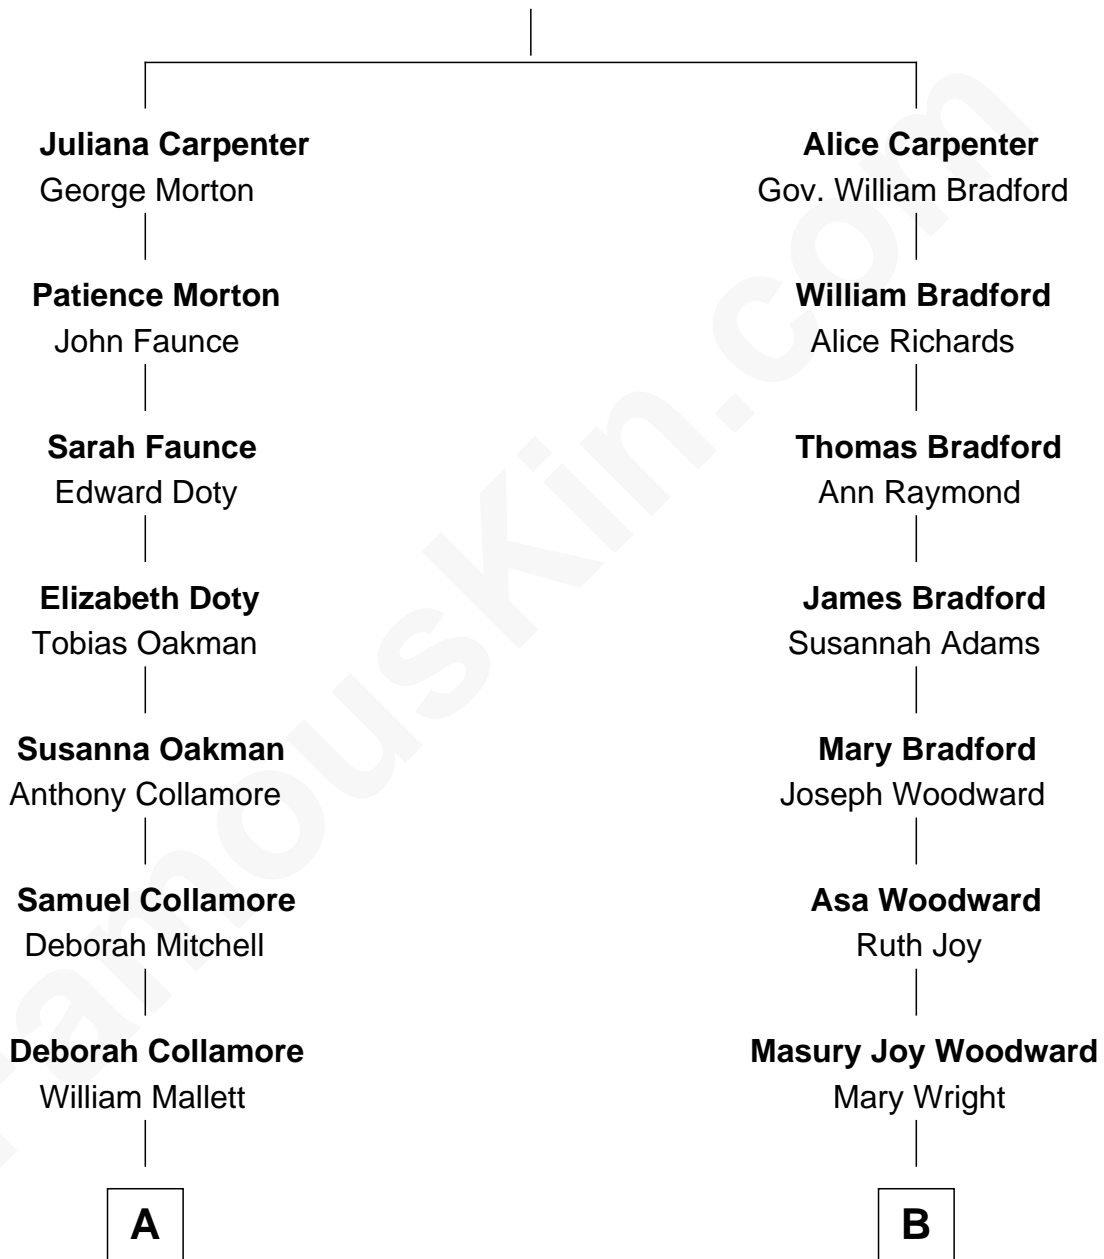 Juliana Carpenter
George Morton
Patience Morton
John Faunce
Sarah Faunce
Edward Doty
Elizabeth Doty
Tobias Oakman
Susanna Oakman
Anthony Collamore
Samuel Collamore
Deborah Mitchell
Deborah Collamore
William Mallett
A
Alice Carpenter
Gov. William Bradford
William Bradford
Alice Richards
Thomas Bradford
Ann Raymond
James Bradford
Susannah Adams
Mary Bradford
Joseph Woodward
Asa Woodward
Ruth Joy
Masury Joy Woodward
Mary Wright
B
FamousKin.com